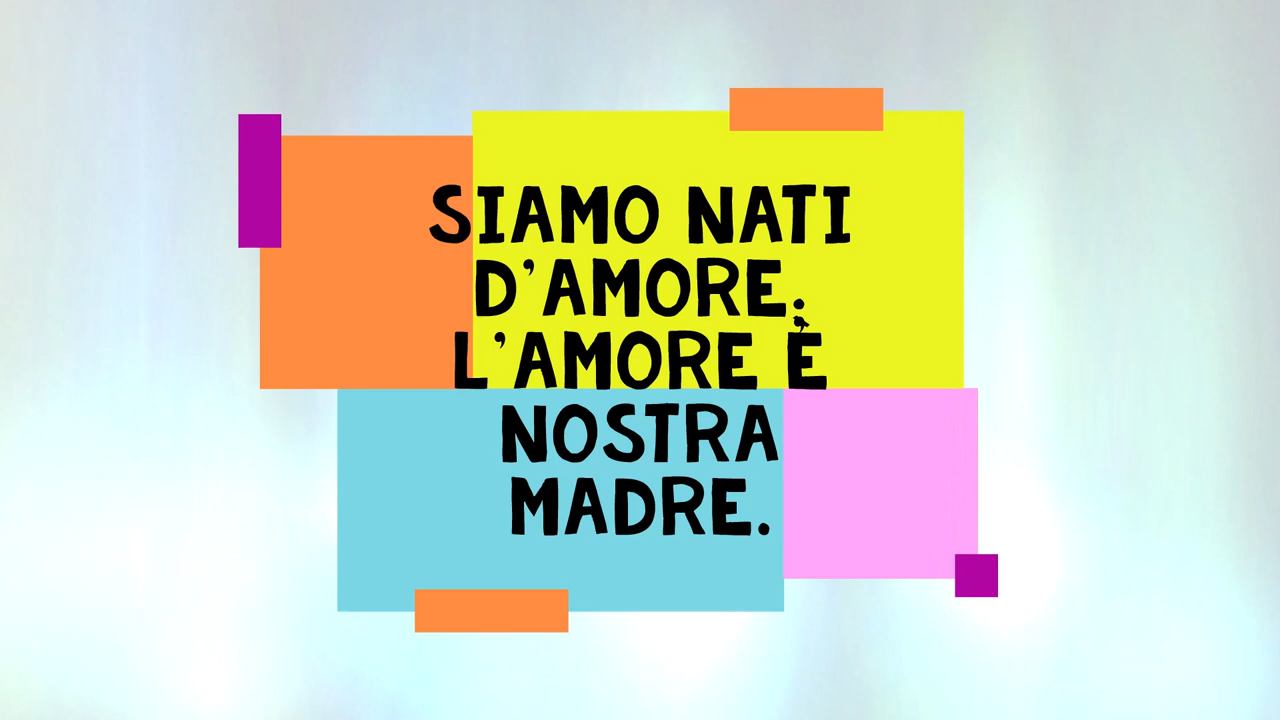 SIAMO NATI
D'AMORE.
L'AMORE È
NOSTRA
MADRE.